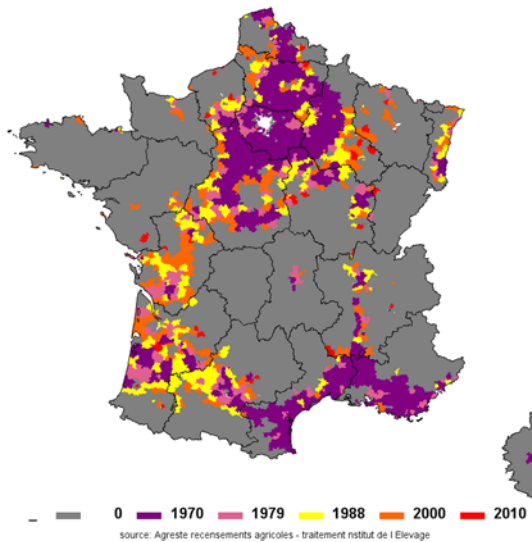 _ 0 1970 1979 1988 2000 2010
source: Agreste recensements agricoles - traitement nstitut de l Elevage